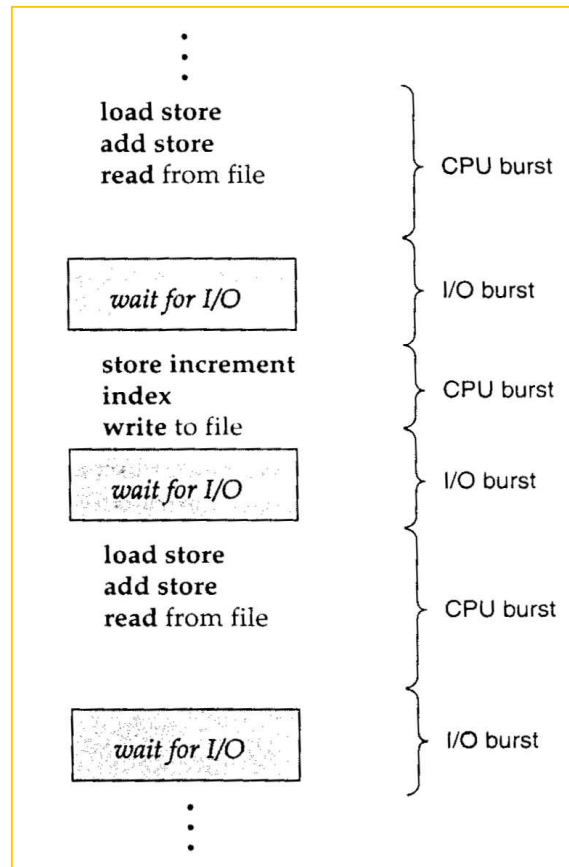 load store
add store
read from file
CPU burst
wait for I/O
I/O burst
store increment
index
write to file
CPU burst
wait for I/O
I/O burst
load store
add store
read from file
CPU burst
wait for I/O
I/O burst